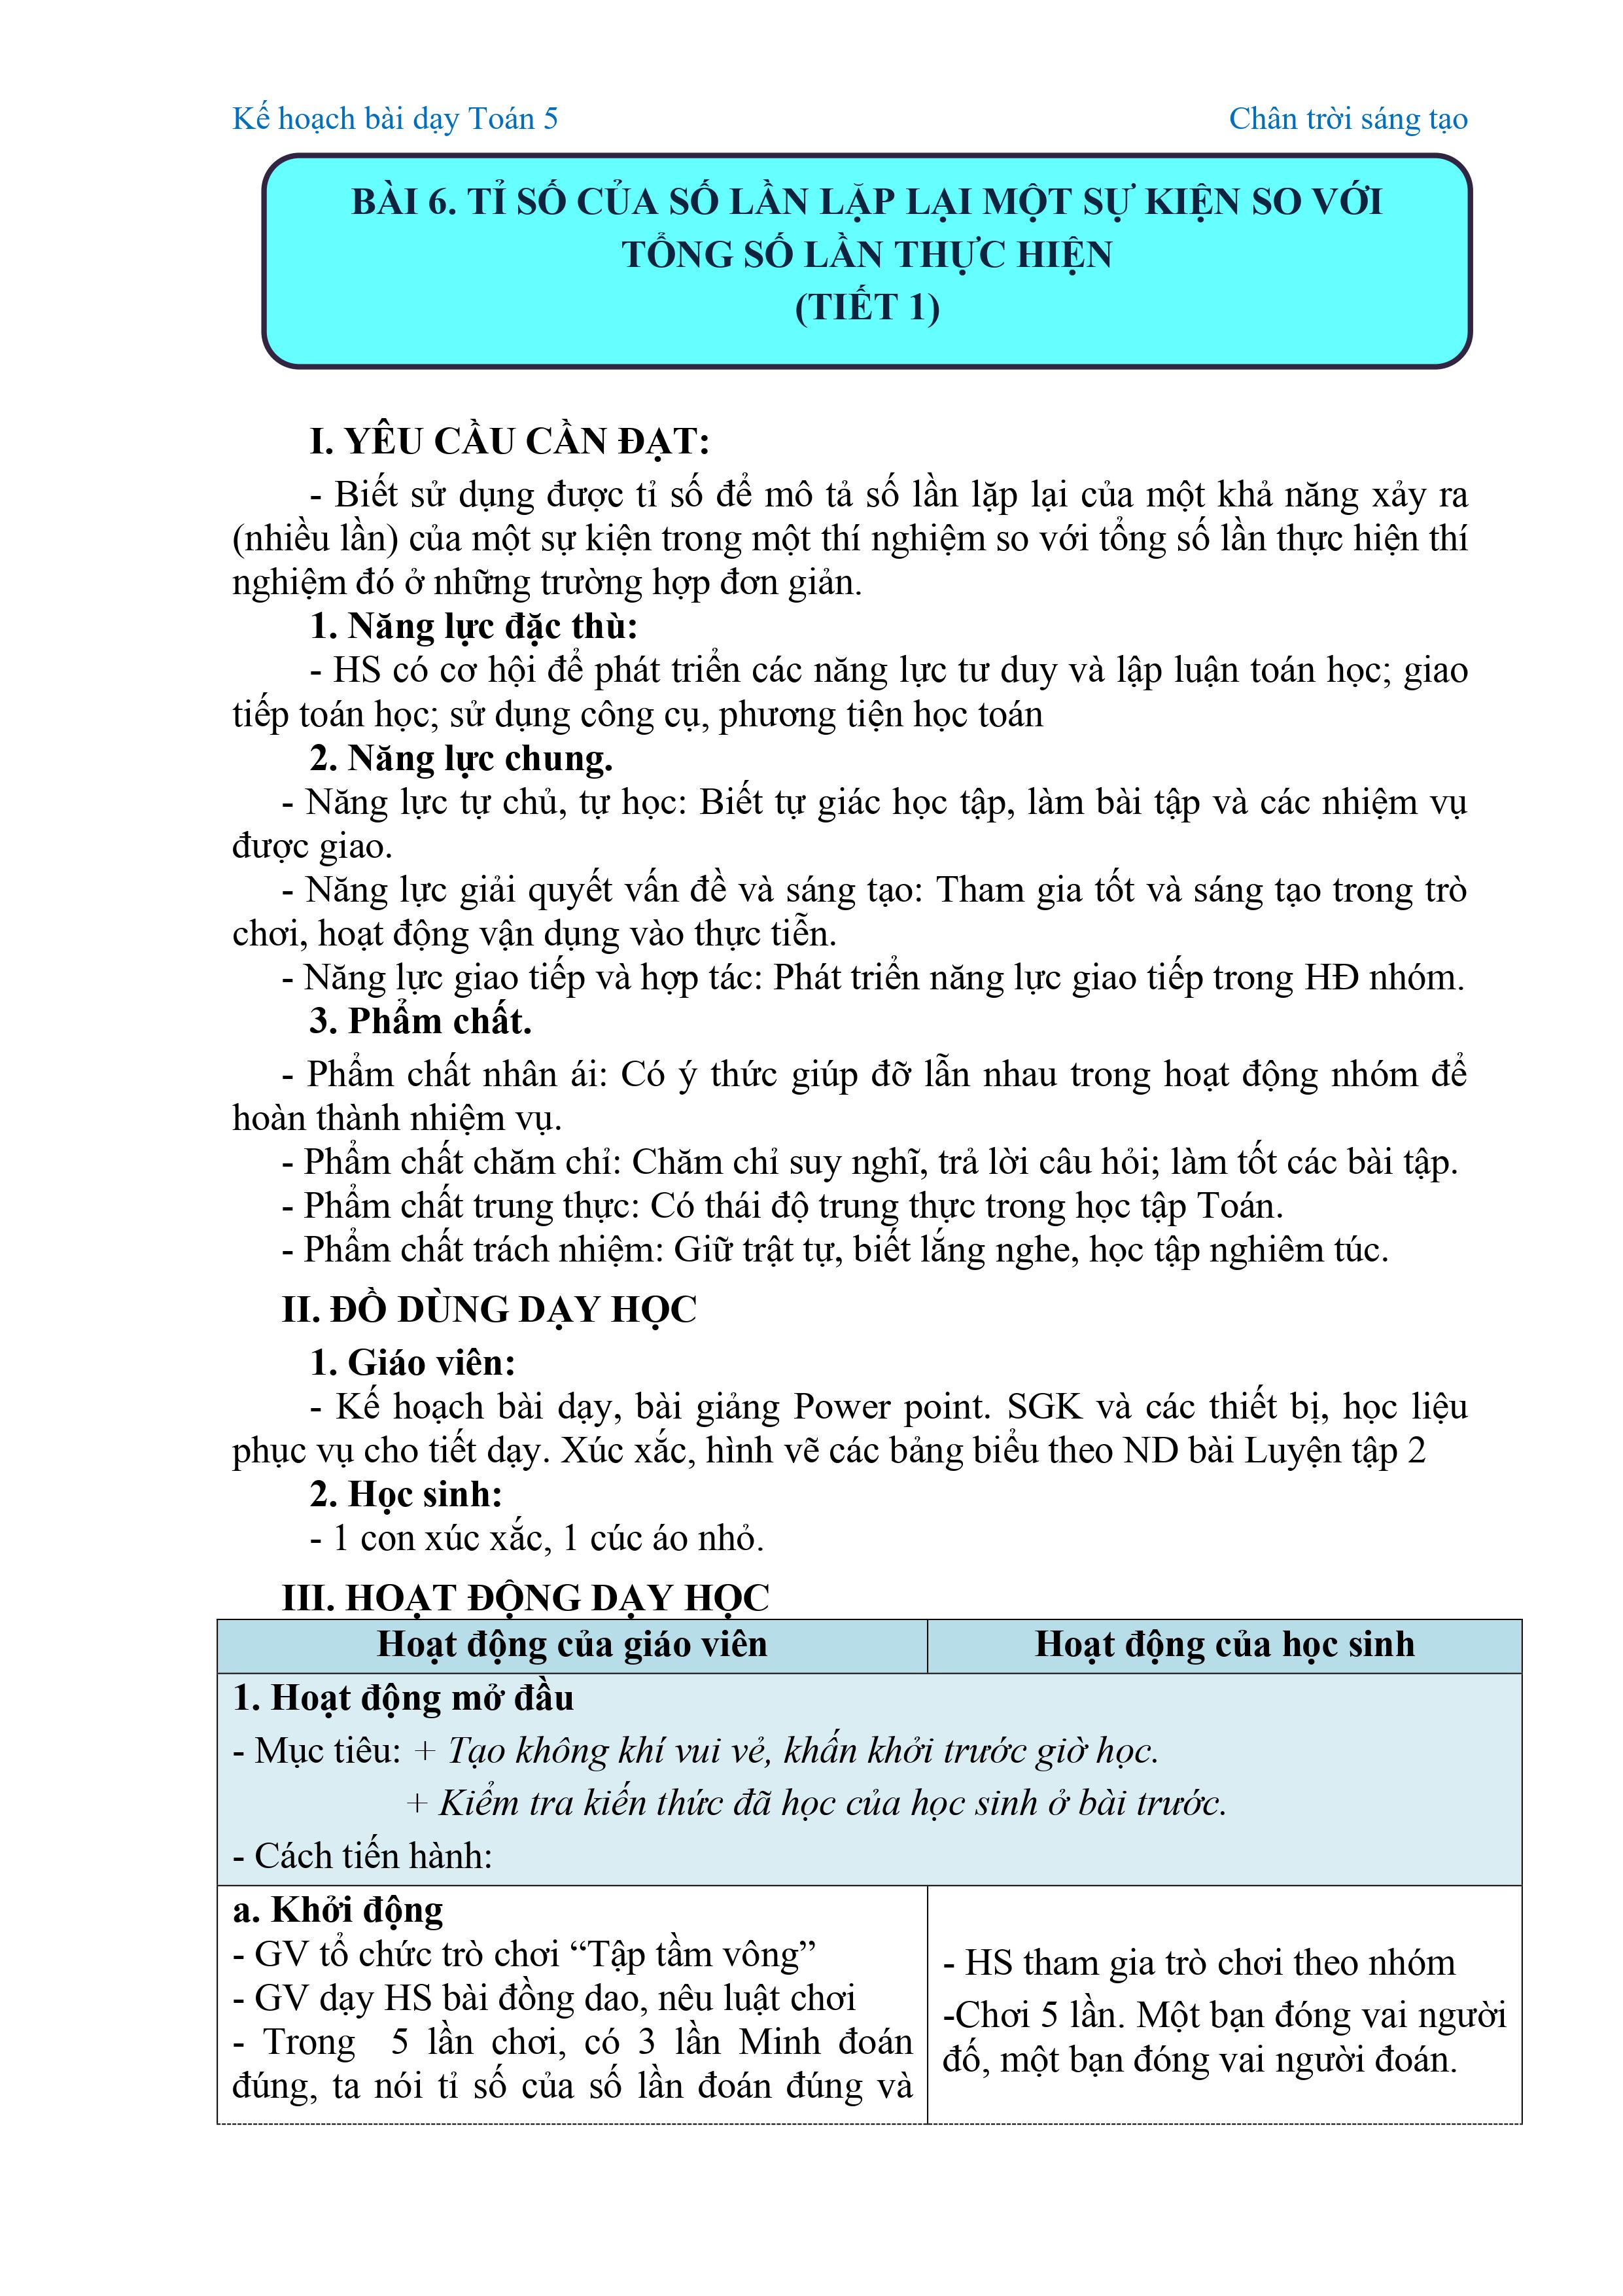 Kế hoạch bài dạy Toán 5
Chân trời sáng tạo
BÀI 6. TỈ SỐ CỦA SỐ LẦN LẶP LẠI MỘT SỰ KIỆN SO VỚI
TỔNG SỐ LẦN THỰC HIỆN
(TIẾT 1)
I. YÊU CẦU CẦN ĐẠT:
- Biết sử dụng được tỉ số để mô tả số lần lặp lại của một khả năng xảy ra
(nhiều lần) của một sự kiện trong một thí nghiệm so với tổng số lần thực hiện thí
nghiệm đó ở những trường hợp đơn giản.
1. Năng lực đặc thù:
- HS có cơ hội để phát triển các năng lực tư duy và lập luận toán học; giao
tiếp toán học; sử dụng công cụ, phương tiện học toán
2. Năng lực chung.
- Năng lực tự chủ, tự học: Biết tự giác học tập, làm bài tập và các nhiệm vụ
được giao.
- Năng lực giải quyết vấn đề và sáng tạo: Tham gia tốt và sáng tạo trong trò
chơi, hoạt động vận dụng vào thực tiễn.
- Năng lực giao tiếp và hợp tác: Phát triển năng lực giao tiếp trong HĐ nhóm.
3. Phẩm chất.
- Phẩm chất nhân ái: Có ý thức giúp đỡ lẫn nhau trong hoạt động nhóm để
hoàn thành nhiệm vụ.
- Phẩm chất chăm chỉ: Chăm chỉ suy nghĩ, trả lời câu hỏi; làm tốt các bài tập.
- Phẩm chất trung thực: Có thái độ trung thực trong học tập Toán.
- Phẩm chất trách nhiệm: Giữ trật tự, biết lắng nghe, học tập nghiêm túc.
II. ĐỒ DÙNG DẠY HỌC
1. Giáo viên:
- Kế hoạch bài dạy, bài giảng Power point. SGK và các thiết bị, học liệu
phục vụ cho tiết dạy. Xúc xắc, hình vẽ các bảng biểu theo ND bài Luyện tập 2
2. Học sinh:
- 1 con xúc xắc, 1 cúc áo nhỏ.
III. HOẠT ĐỘNG DẠY HỌC
Hoạt động của giáo viên
Hoạt động của học sinh
1. Hoạt động mở đầu
- Mục tiêu: + Tạo không khí vui vẻ, khấn khởi trước giờ học.
+ Kiểm tra kiến thức đã học của học sinh ở bài trước.
- Cách tiến hành:
a. Khởi động
- GV tổ chức trò chơi “Tập tầm vông”
- GV dạy HS bài đồng dao, nêu luật chơi
- Trong 5 lần chơi, có 3 lần Minh đoán
đúng, ta nói tỉ số của số lần đoán đúng và
- HS tham gia trò chơi theo nhóm
-Chơi 5 lần. Một bạn đóng vai người
đố, một bạn đóng vai người đoán.